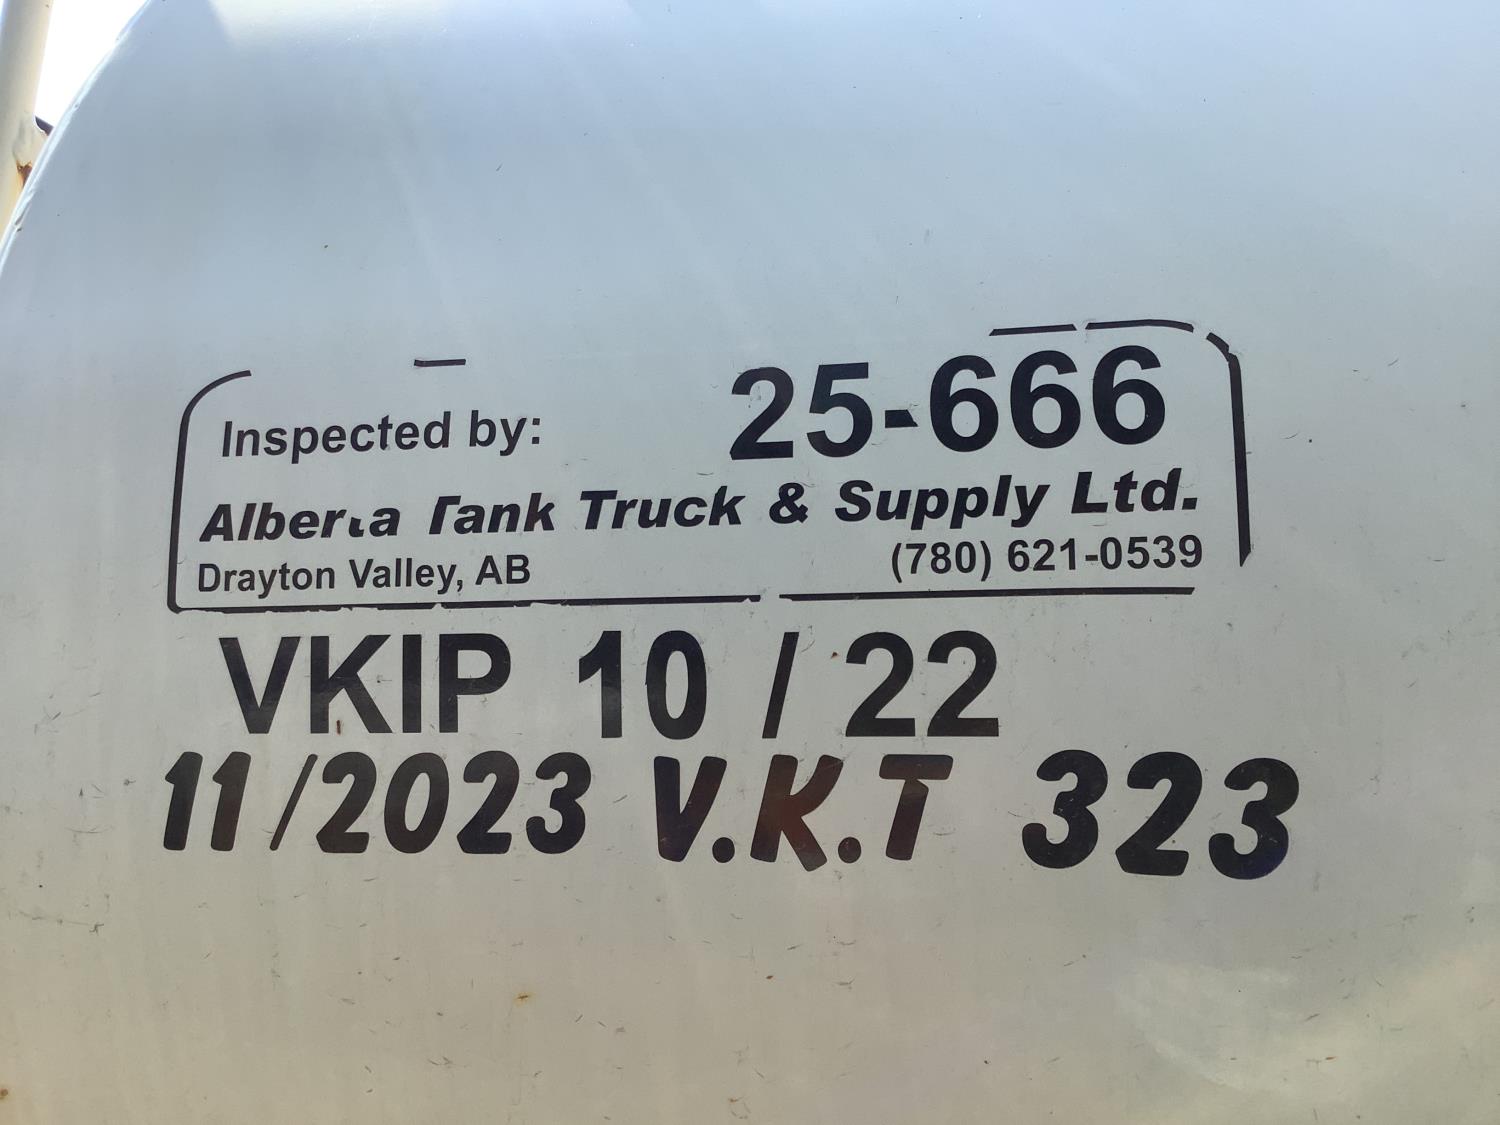 Inspected by: 25-666
Alberta Tank Truck & Supply Ltd.
Drayton Valley, AB (780) 621-0539
VKIP 10 / 22
11/2023 V.K.T 323